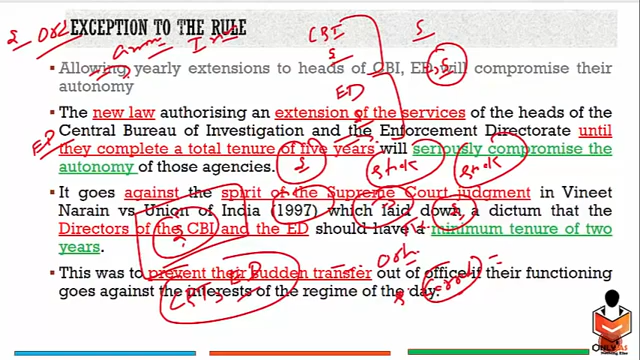 EXCEPTION TO THE RULE
Allowing yearly extensions to heads of CBI, ED will compromise their
autonomy
The new law authorising an extension of the services of the heads of the
Central Bureau of Investigation and the Enforcement Directorate until
they complete a total tenure of five years will seriously compromise the
autonomy of those agencies.
It goes against the spirit of the Supreme Court judgment in Vineet
Narain vs Union of India (1997) which laid down a dictum that the
Directors of the CBI and the ED should have a minimum tenure of two
years.
This was to prevent their sudden transfer out of office if their functioning
goes against the interests of the regime of the day.
CBI
ED
CBI, ED